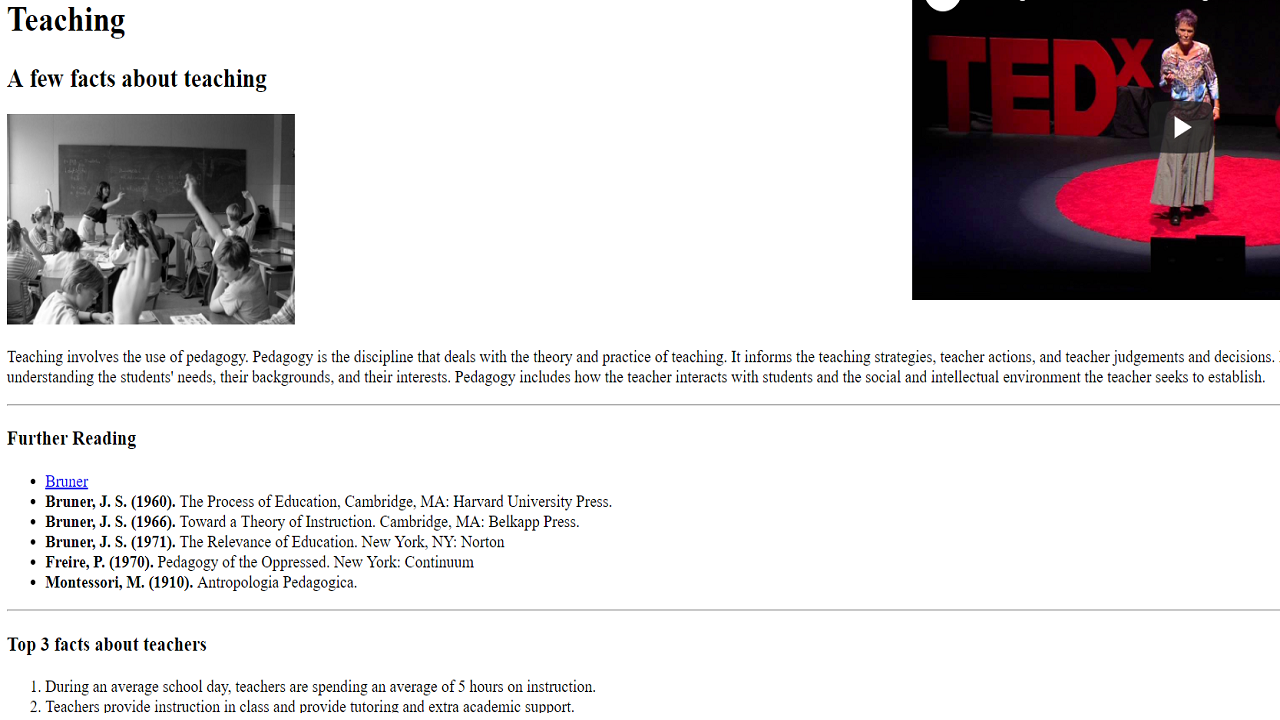 Teaching
A few facts about teaching
TEDx
Teaching involves the use of pedagogy. Pedagogy is the discipline that deals with the theory and practice of teaching. It informs the teaching strategies, teacher actions, and teacher judgements and decisions.
understanding the students' needs, their backgrounds, and their interests. Pedagogy includes how the teacher interacts with students and the social and intellectual environment the teacher seeks to establish.
Further Reading
• Bruner
• Bruner, J. S. (1960). The Process of Education, Cambridge, MA: Harvard University Press.
• Bruner, J. S. (1966). Toward a Theory of Instruction. Cambridge, MA: Belkapp Press.
• Bruner, J. S. (1971). The Relevance of Education. New York, NY: Norton
• Freire, P. (1970). Pedagogy of the Oppressed. New York: Continuum
• Montessori, M. (1910). Antropologia Pedagogica.
Top 3 facts about teachers
1. During an average school day, teachers are spending an average of 5 hours on instruction.
2. Teachers provide instruction in class and provide tutoring and extra academic support.